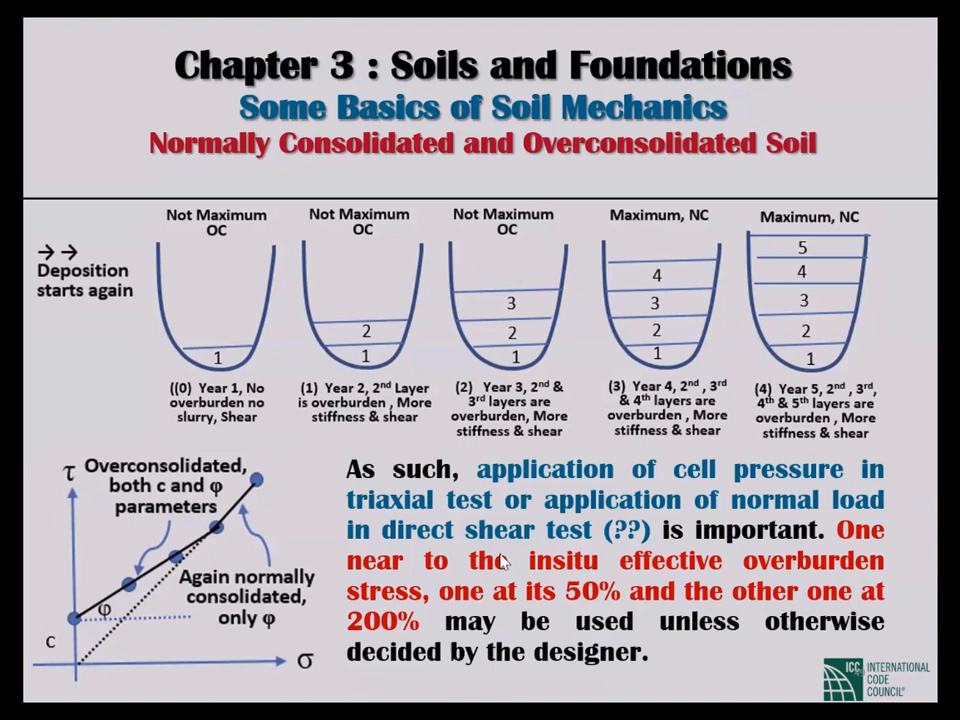 Chapter 3 : Soils and Foundations
Some Basics of Soil Mechanics
Normally Consolidated and Overconsolidated Soil
→ →
Deposition
starts again
Not Maximum
OC
1
((0) Year 1, No
overburden no
slurry, Shear
Not Maximum
OC
2
1
(1) Year 2, 2nd Layer
is overburden , More
stiffness & shear
Not Maximum
OC
3
2
1
(2) Year 3, 2nd &
3rd layers are
overburden, More
stiffness & shear
Maximum, NC
4
3
2
1
(3) Year 4, 2nd , 3rd
& 4th layers are
overburden , More
stiffness & shear
Maximum, NC
5
4
3
2
1
(4) Year 5, 2nd , 3rd,
4th & 5th layers are
overburden , More
stiffness & shear
τ
Overconsolidated,
both c and φ
parameters
Again normally
consolidated,
only φ
φ
c
σ
As such, application of cell pressure in
triaxial test or application of normal load
in direct shear test (??) is important. One
near to the insitu effective overburden
stress, one at its 50% and the other one at
200% may be used unless otherwise
decided by the designer.
ICC
INTERNATIONAL
CODE
COUNCIL®